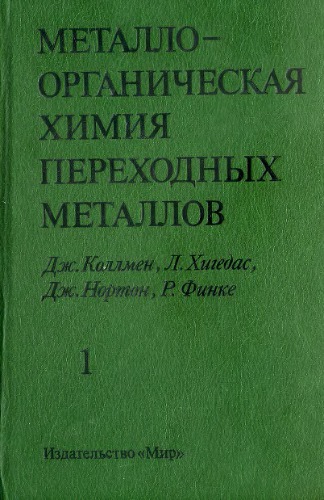 МЕТАЛЛО–
ОРГАНИЧЕСКАЯ
ХИМИЯ
ПЕРЕХОДНЫХ
МЕТАЛЛОВ
Дж. Коллмен, Л. Хигедас,
Дж. Нортон, Р. Финке
1
Издательство «Мир»